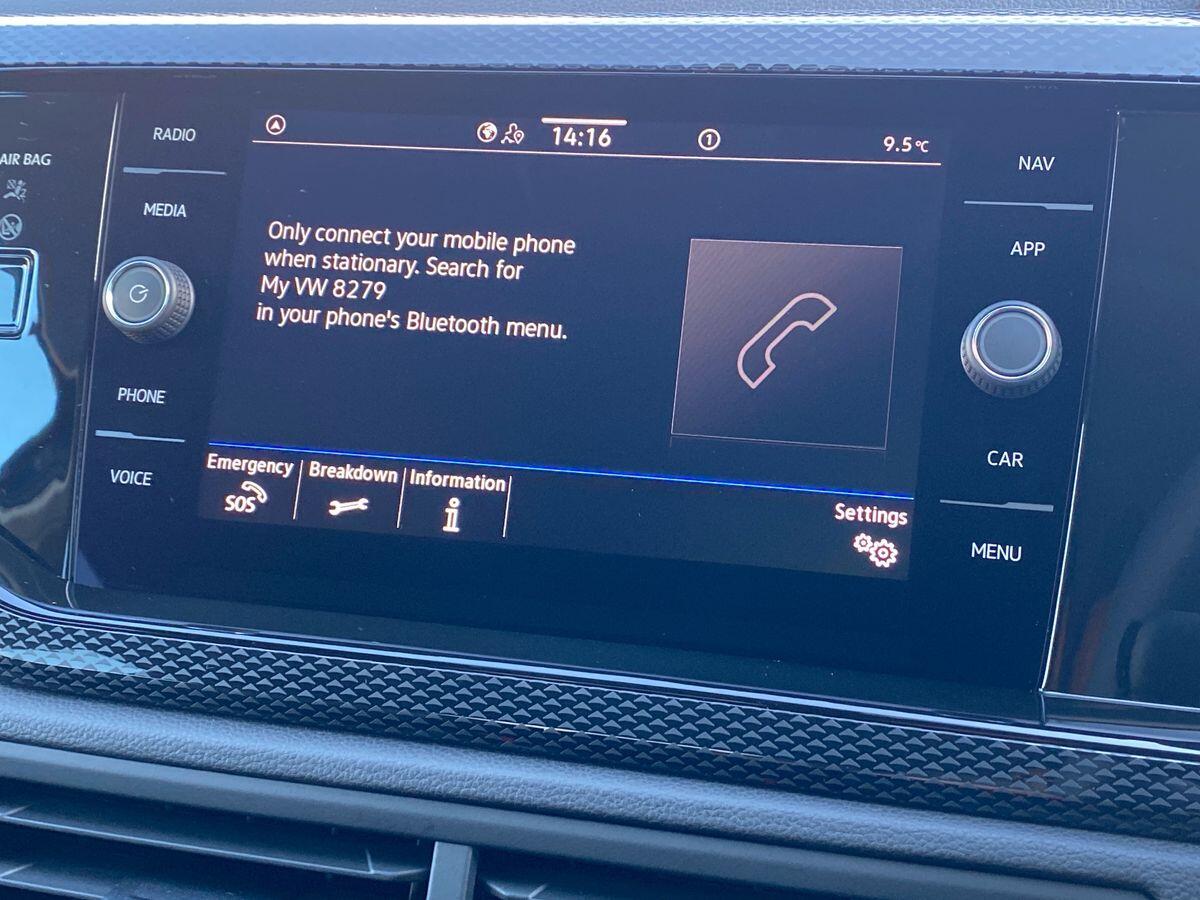 AIR BAG
RADIO
MEDIA
PHONE
VOICE
14:16
1
9.5°C
Only connect your mobile phone
when stationary. Search for
My VW 8279
in your phone's Bluetooth menu.
Emergency
SOS
Breakdown
Information
i
Settings
NAV
APP
CAR
MENU